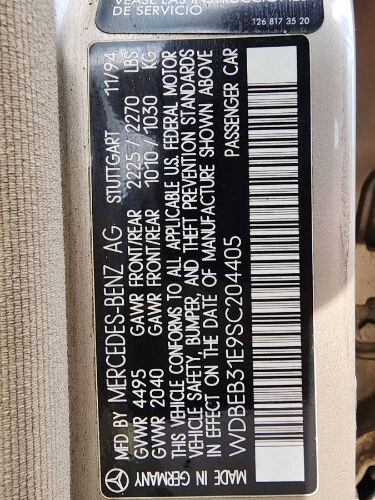 VEASE LAS INSTRUCCIONES
DE SERVICIO
126 817 35 20
MFD BY MERCEDES-BENZ AG STUTTGART 11/94
GVWR 4495 GAWR FRONT/REAR 2225/2270 LBS
GVWR 2040 GAWR FRONT/REAR 1010/1030 KG
THIS VEHICLE CONFORMS TO ALL APPLICABLE U.S. FEDERAL MOTOR
VEHICLE SAFETY, BUMPER, AND THEFT PREVENTION STANDARDS
IN EFFECT ON THE DATE OF MANUFACTURE SHOWN ABOVE
WDBEB31E9SC204405 PASSENGER CAR
MADE IN GERMANY